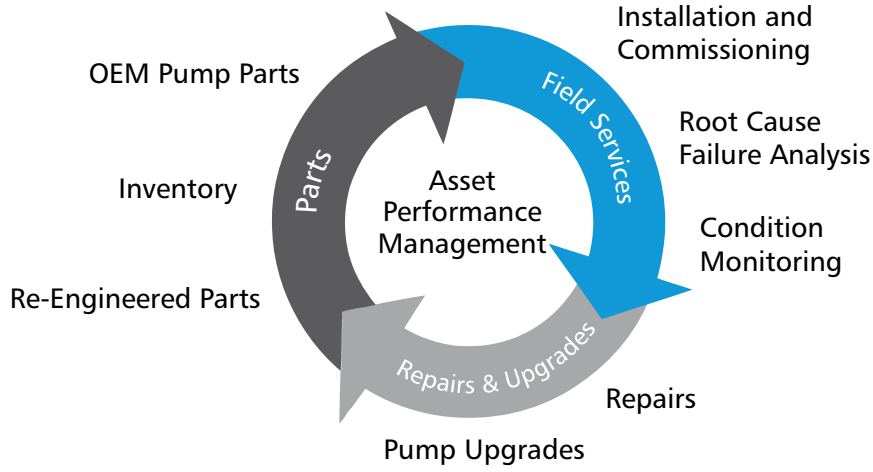 Installation and
Commissioning
OEM Pump Parts
Field Services
Root Cause
Failure Analysis
Parts
Inventory
Asset
Performance
Management
Condition
Monitoring
Re-Engineered Parts
Repairs & Upgrades
Repairs
Pump Upgrades